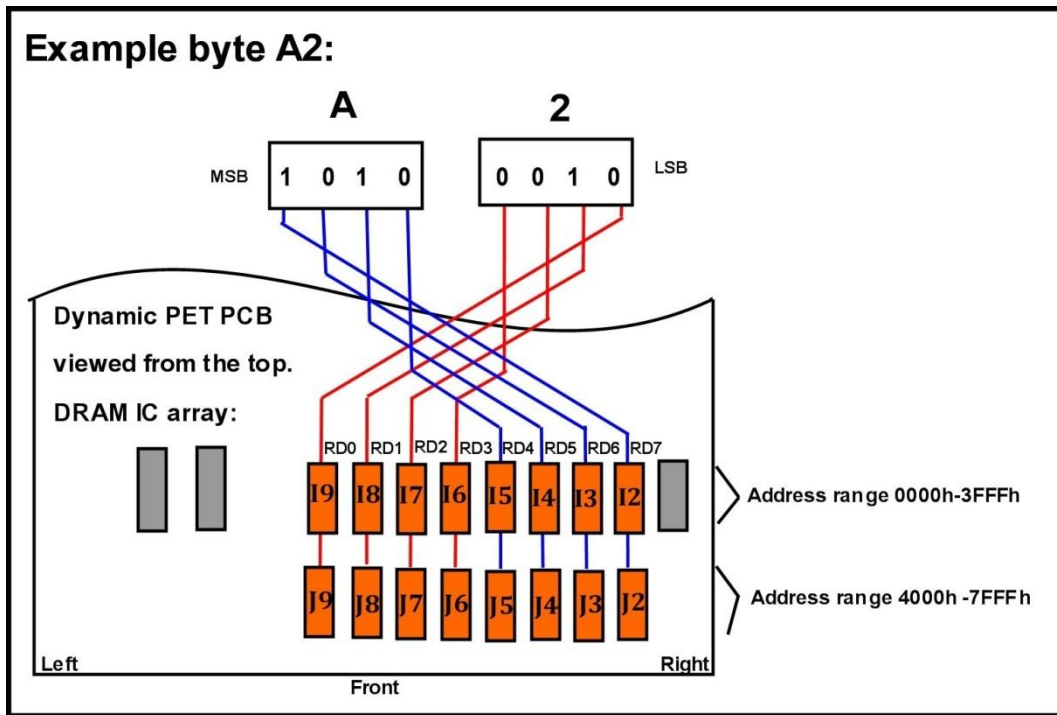 Example byte A2:
A 2
MSB 1 0 1 0 0 0 1 0 LSB
Dynamic PET PCB
viewed from the top.
DRAM IC array:
RD0 RD1 RD2 RD3 RD4 RD5 RD6 RD7
I9 I8 I7 I6 I5 I4 I3 I2
Address range 0000h-3FFFh
J9 J8 J7 J6 J5 J4 J3 J2
Address range 4000h -7FFFh
Left Right
Front